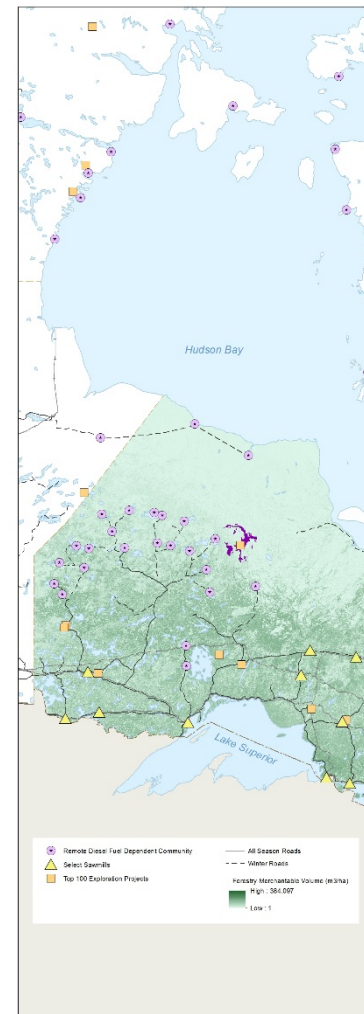 Hudson Bay
Lake Superior
Remote Diesel Fuel Dependent Community
Select Sawmills
Top 100 Exploration Projects
All Season Roads
Winter Roads
Forestry Merchantable Volume (m3/ha)
High : 384.097
Low : 1